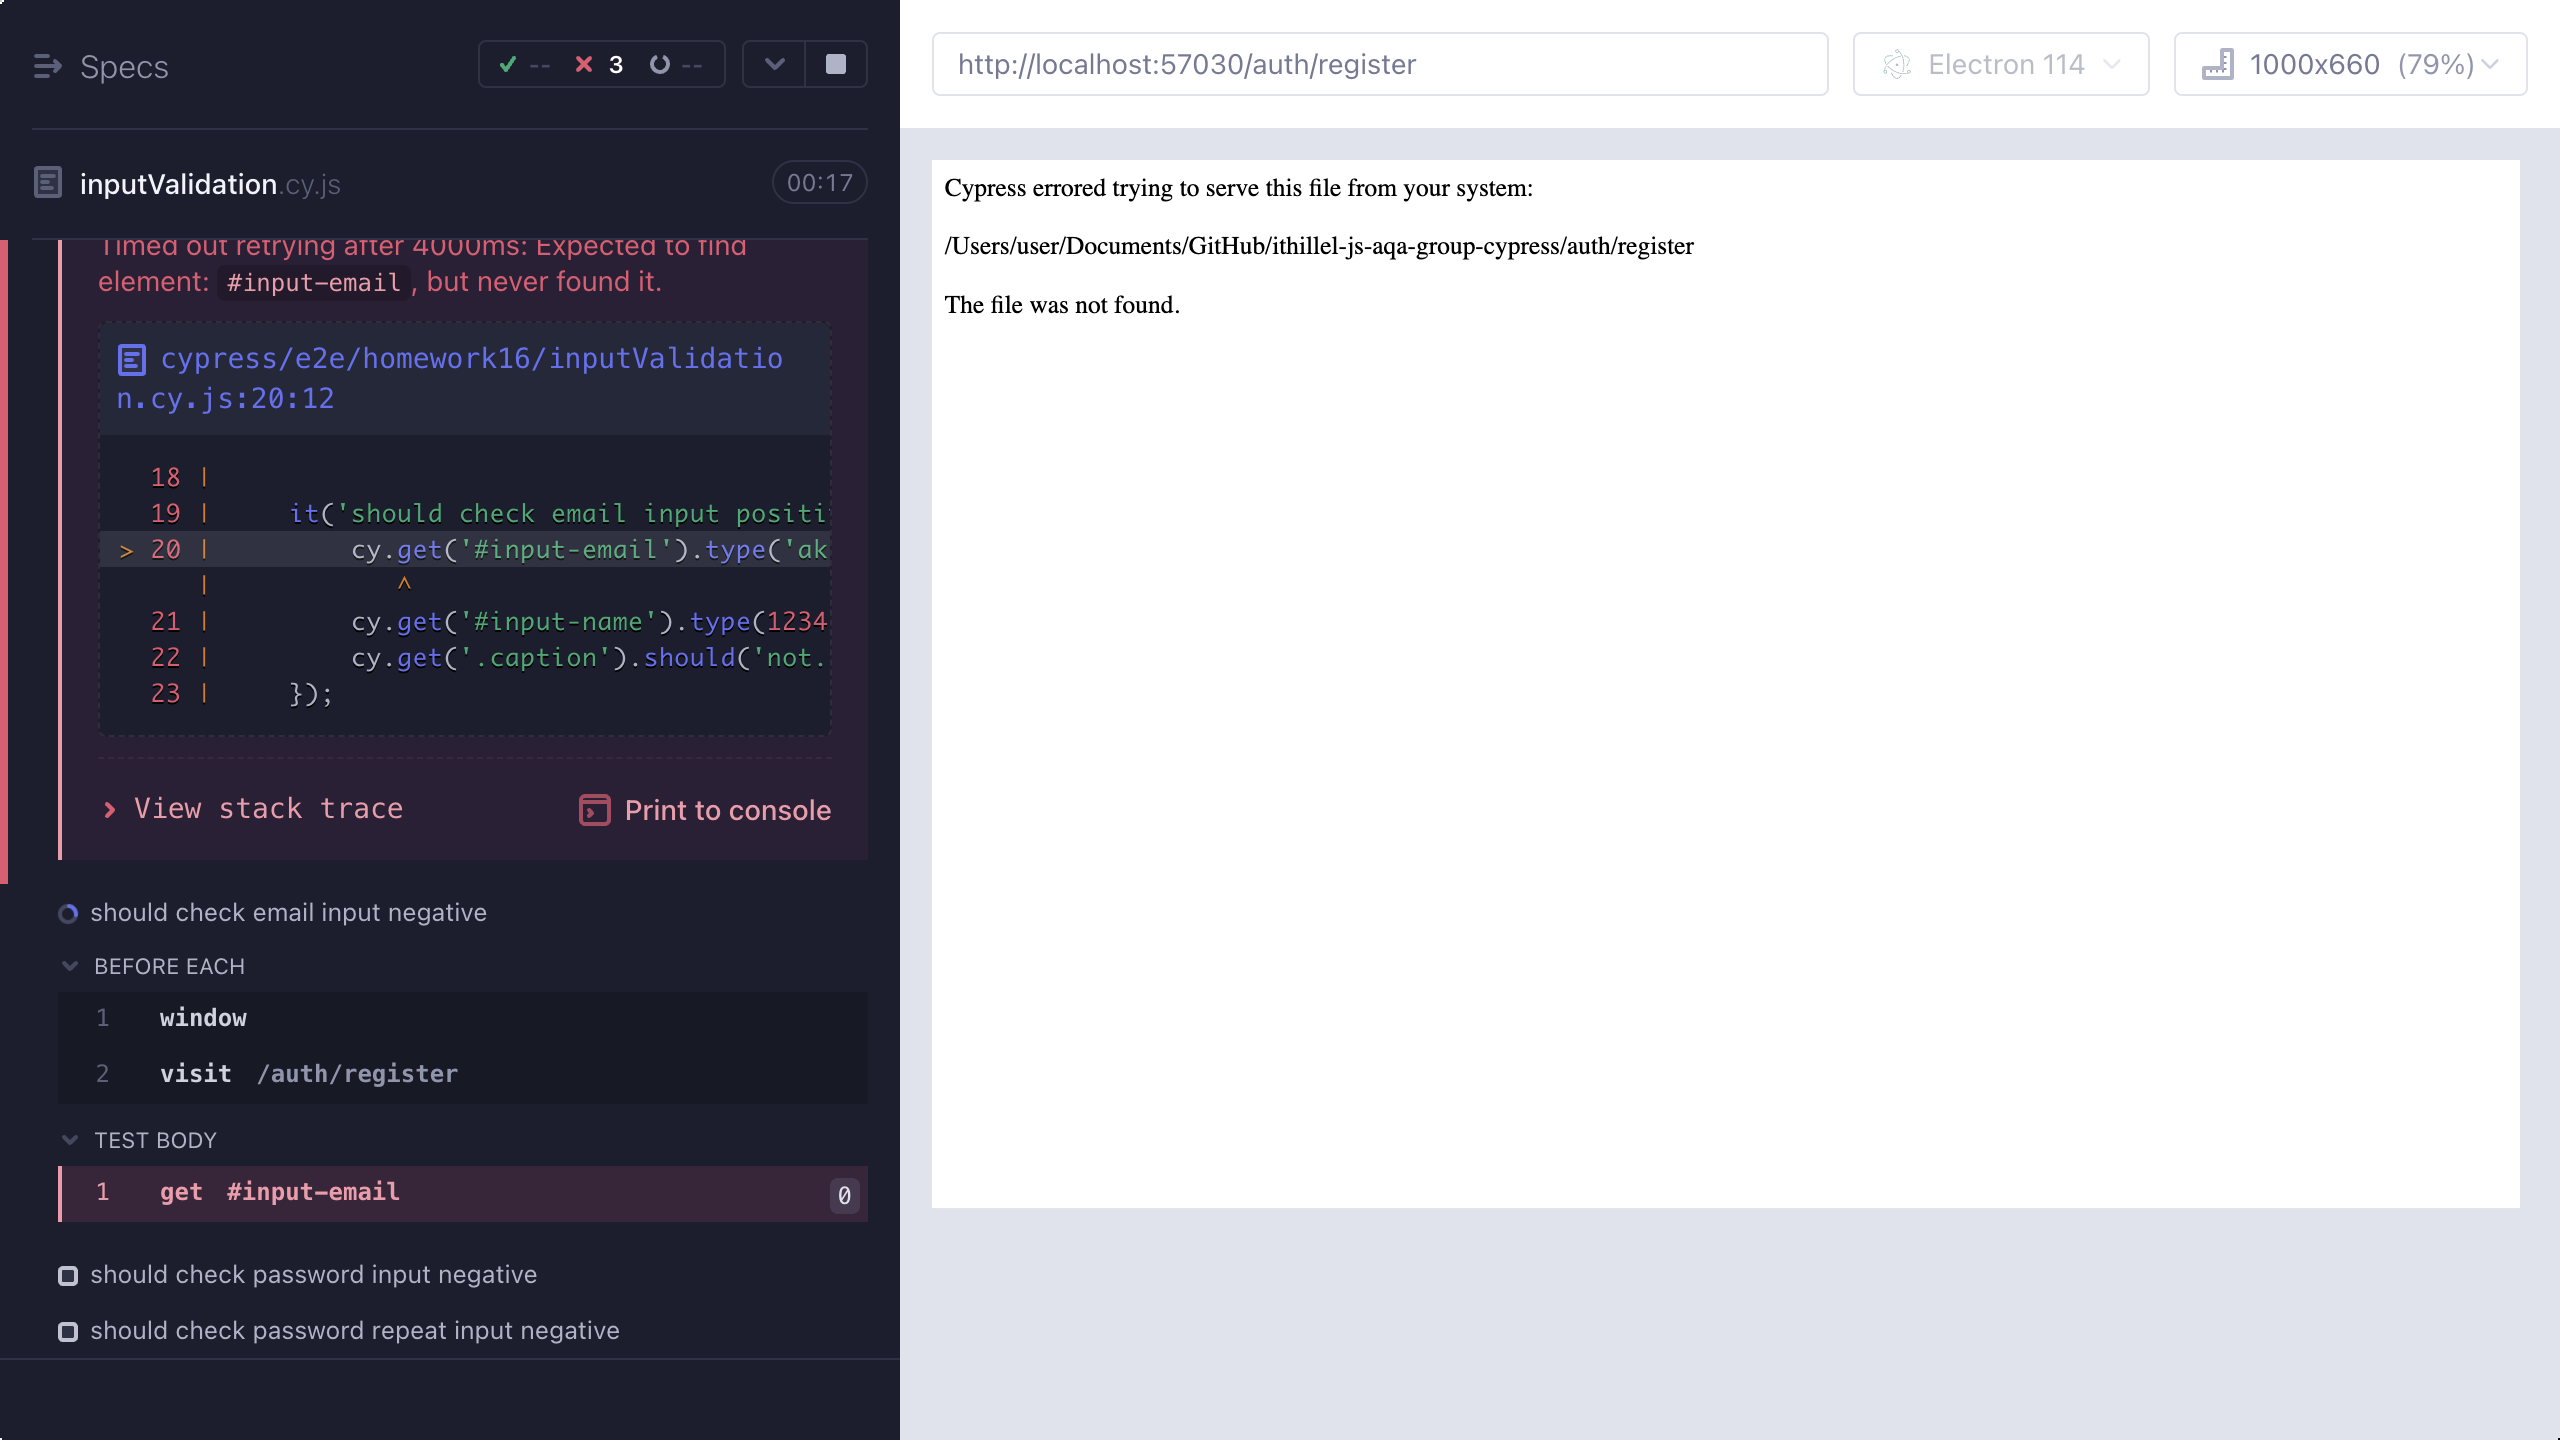 Specs
-- 3 --
inputValidation.cy.js 00:17
Timed out retrying after 4000ms: Expected to find
element: #input-email, but never found it.
cypress/e2e/homework16/inputValidatio
n.cy.js:20:12
18 |
19 | it('should check email input positi
> 20 | cy.get('#input-email').type('ak
| ^
21 | cy.get('#input-name').type(1234
22 | cy.get('.caption').should('not.
23 | });
View stack trace
Print to console
should check email input negative
BEFORE EACH
1 window
2 visit /auth/register
TEST BODY
1 get #input-email 0
should check password input negative
should check password repeat input negative
http://localhost:57030/auth/register
Electron 114
1000x660 (79%)
Cypress errored trying to serve this file from your system:
/Users/user/Documents/GitHub/ithillel-js-aqa-group-cypress/auth/register
The file was not found.